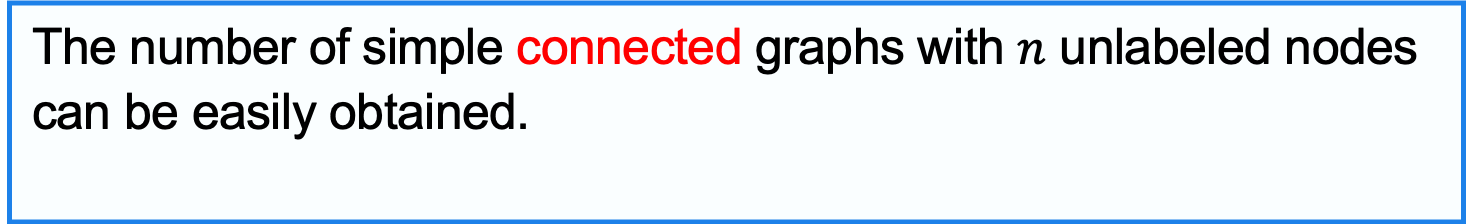 The number of simple connected graphs with n unlabeled nodes
can be easily obtained.